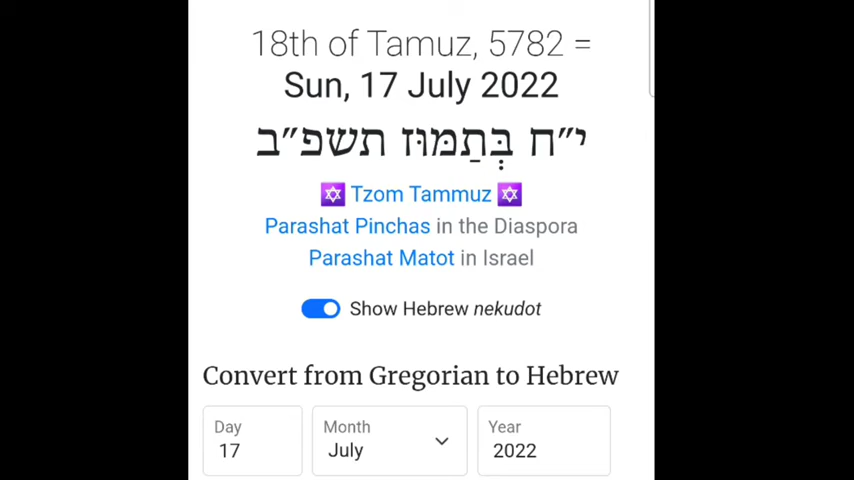 18th of Tamuz, 5782 =
Sun, 17 July 2022
י״ח בְּתַמּוּז תשפ״ב
✡ Tzom Tammuz ✡
Parashat Pinchas in the Diaspora
Parashat Matot in Israel
Show Hebrew nekudot
Convert from Gregorian to Hebrew
Day Month Year
17 July 2022